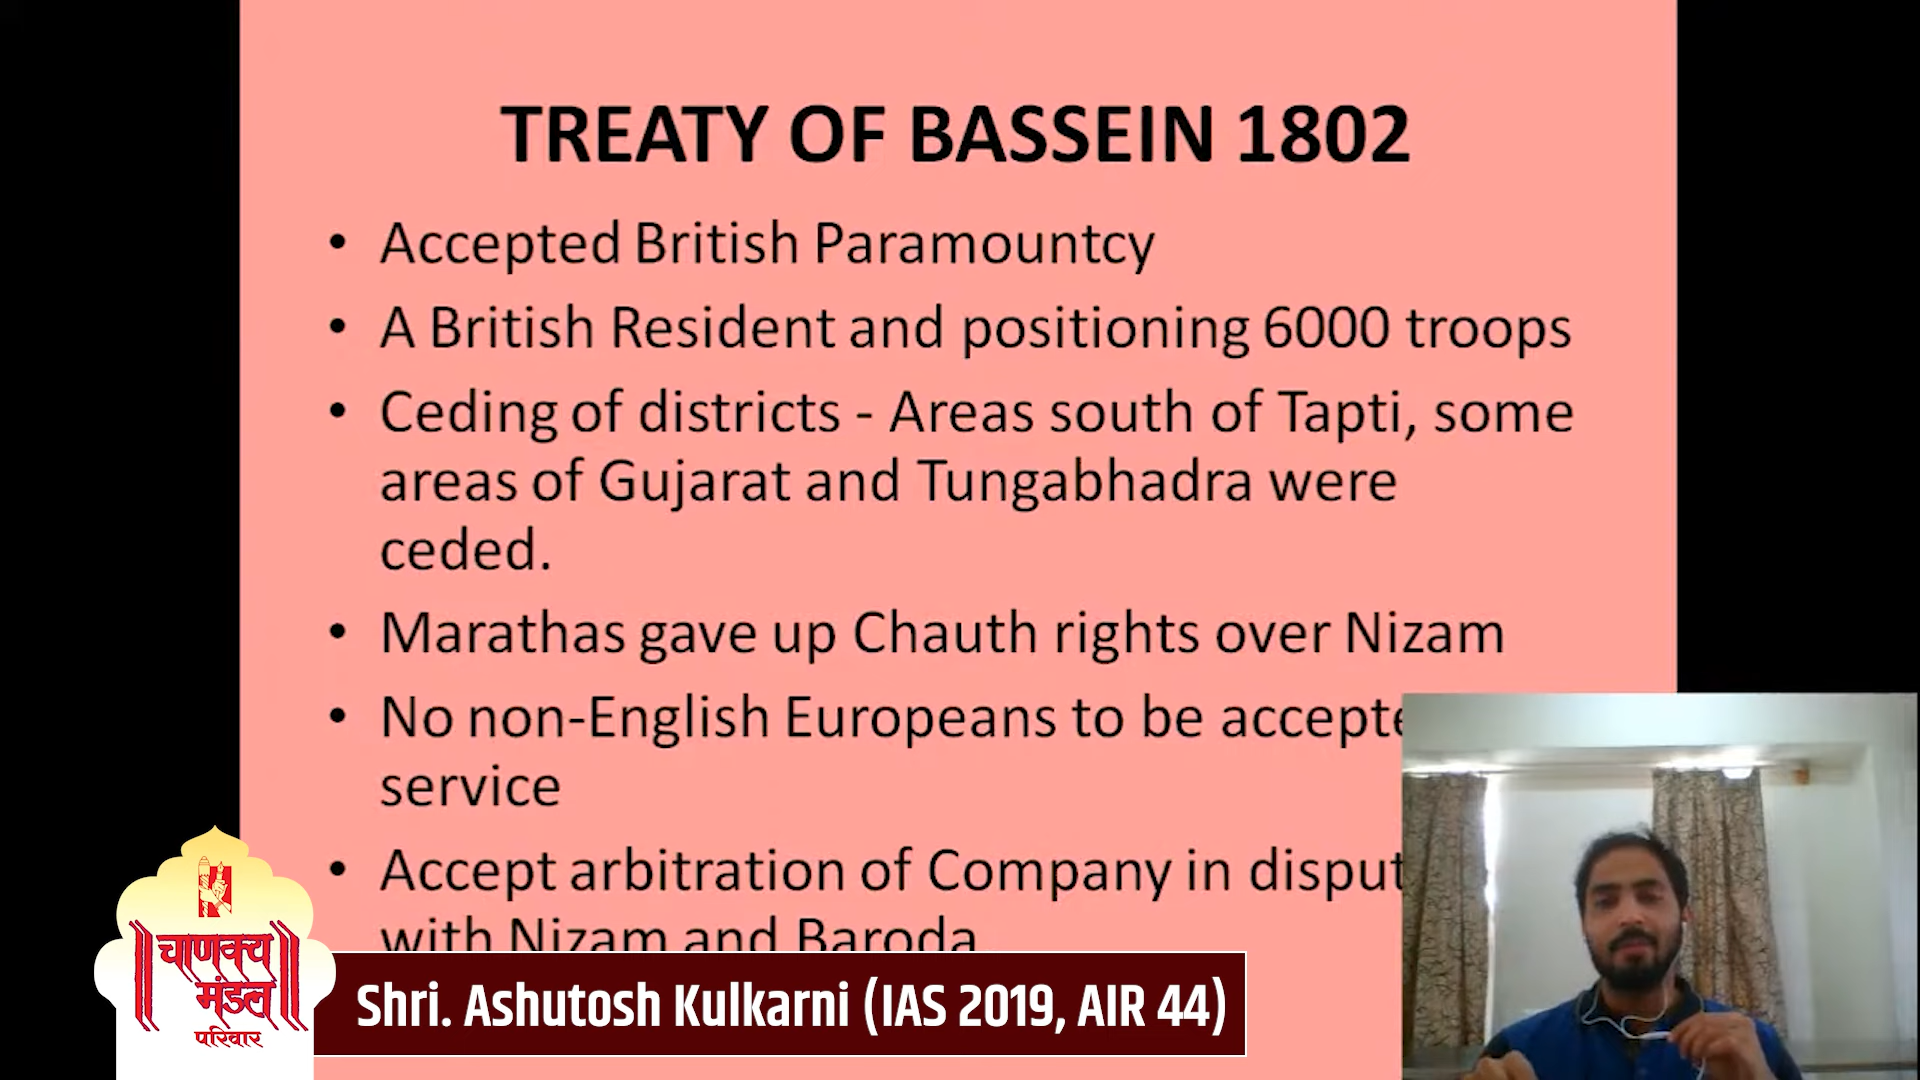 TREATY OF BASSEIN 1802
• Accepted British Paramountcy
• A British Resident and positioning 6000 troops
• Ceding of districts - Areas south of Tapti, some
areas of Gujarat and Tungabhadra were
ceded.
• Marathas gave up Chauth rights over Nizam
• No non-English Europeans to be accepte
service
• Accept arbitration of Company in disput
with Nizam and Baroda
चाणक्य
मंडल
परिवार
Shri. Ashutosh Kulkarni (IAS 2019, AIR 44)